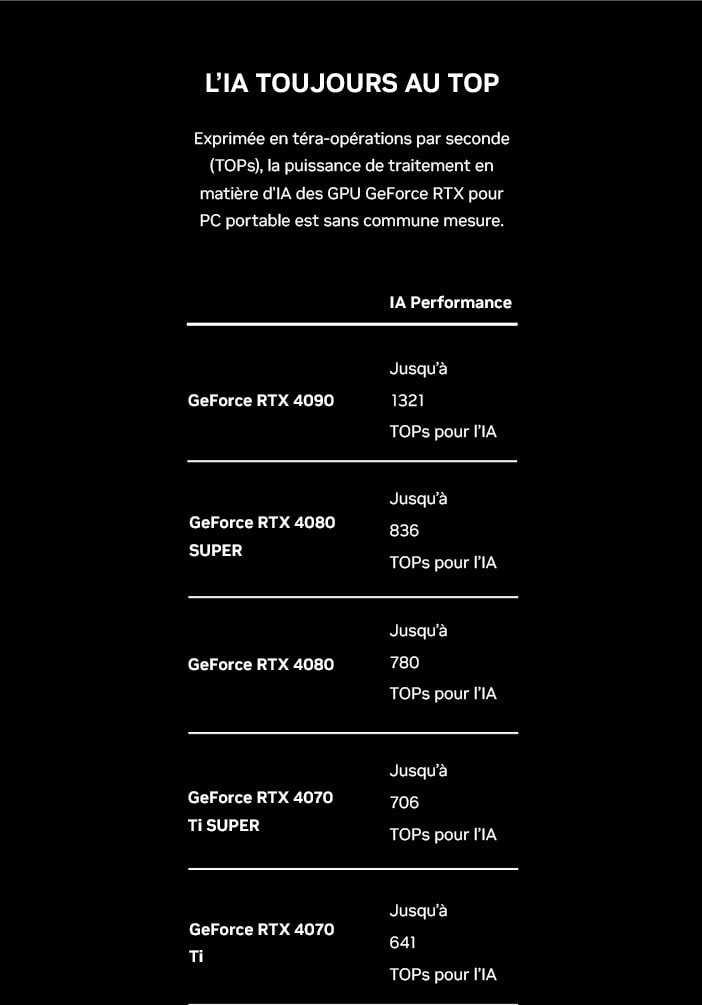 L’IA TOUJOURS AU TOP
Exprimée en téra-opérations par seconde
(TOPs), la puissance de traitement en
matière d'IA des GPU GeForce RTX pour
PC portable est sans commune mesure.
IA Performance
GeForce RTX 4090
Jusqu’à
1321
TOPs pour l’IA
GeForce RTX 4080
SUPER
Jusqu’à
836
TOPs pour l’IA
GeForce RTX 4080
Jusqu’à
780
TOPs pour l’IA
GeForce RTX 4070
Ti SUPER
Jusqu’à
706
TOPs pour l’IA
GeForce RTX 4070
Ti
Jusqu’à
641
TOPs pour l’IA